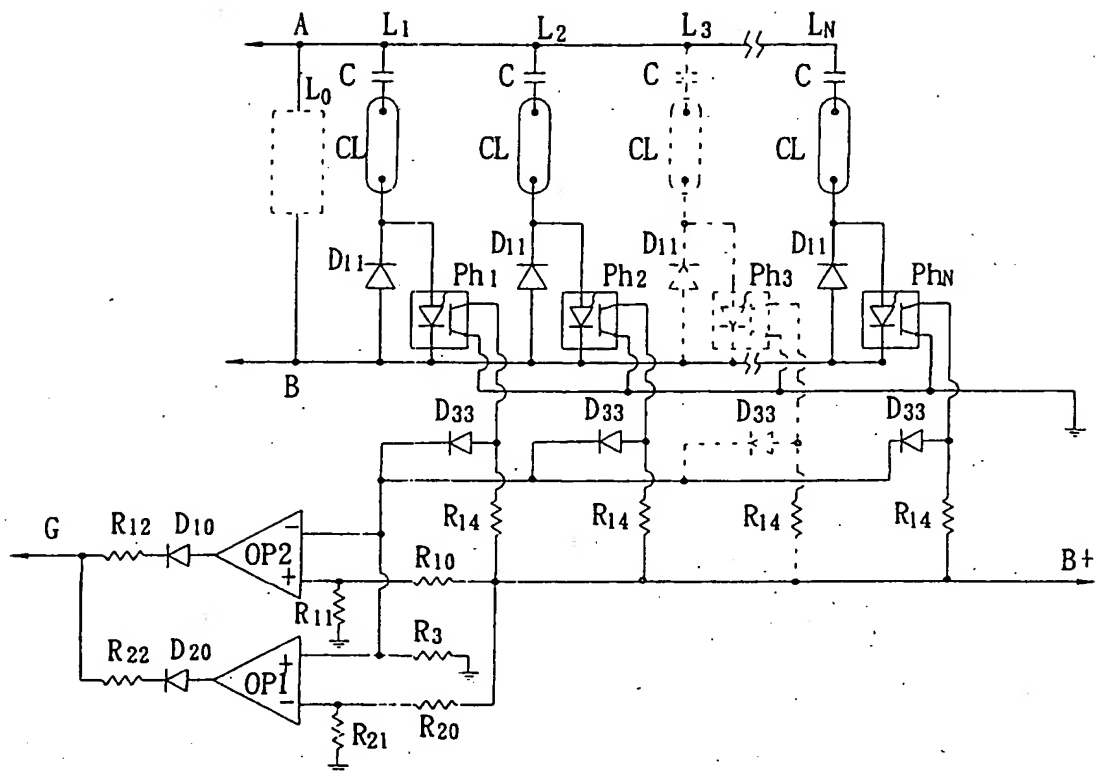 A L1 L2 L3 LN
C C C C
L0
CL CL CL CL
D11 D11 D11 D11
Ph1 Ph2 Ph3 PhN
B
D33 D33 D33 D33
G R12 D10 OP2 − + R10 R14 R14 R14 R14
B+
R11
R22 D20 OP1 + − R3
R21 R20